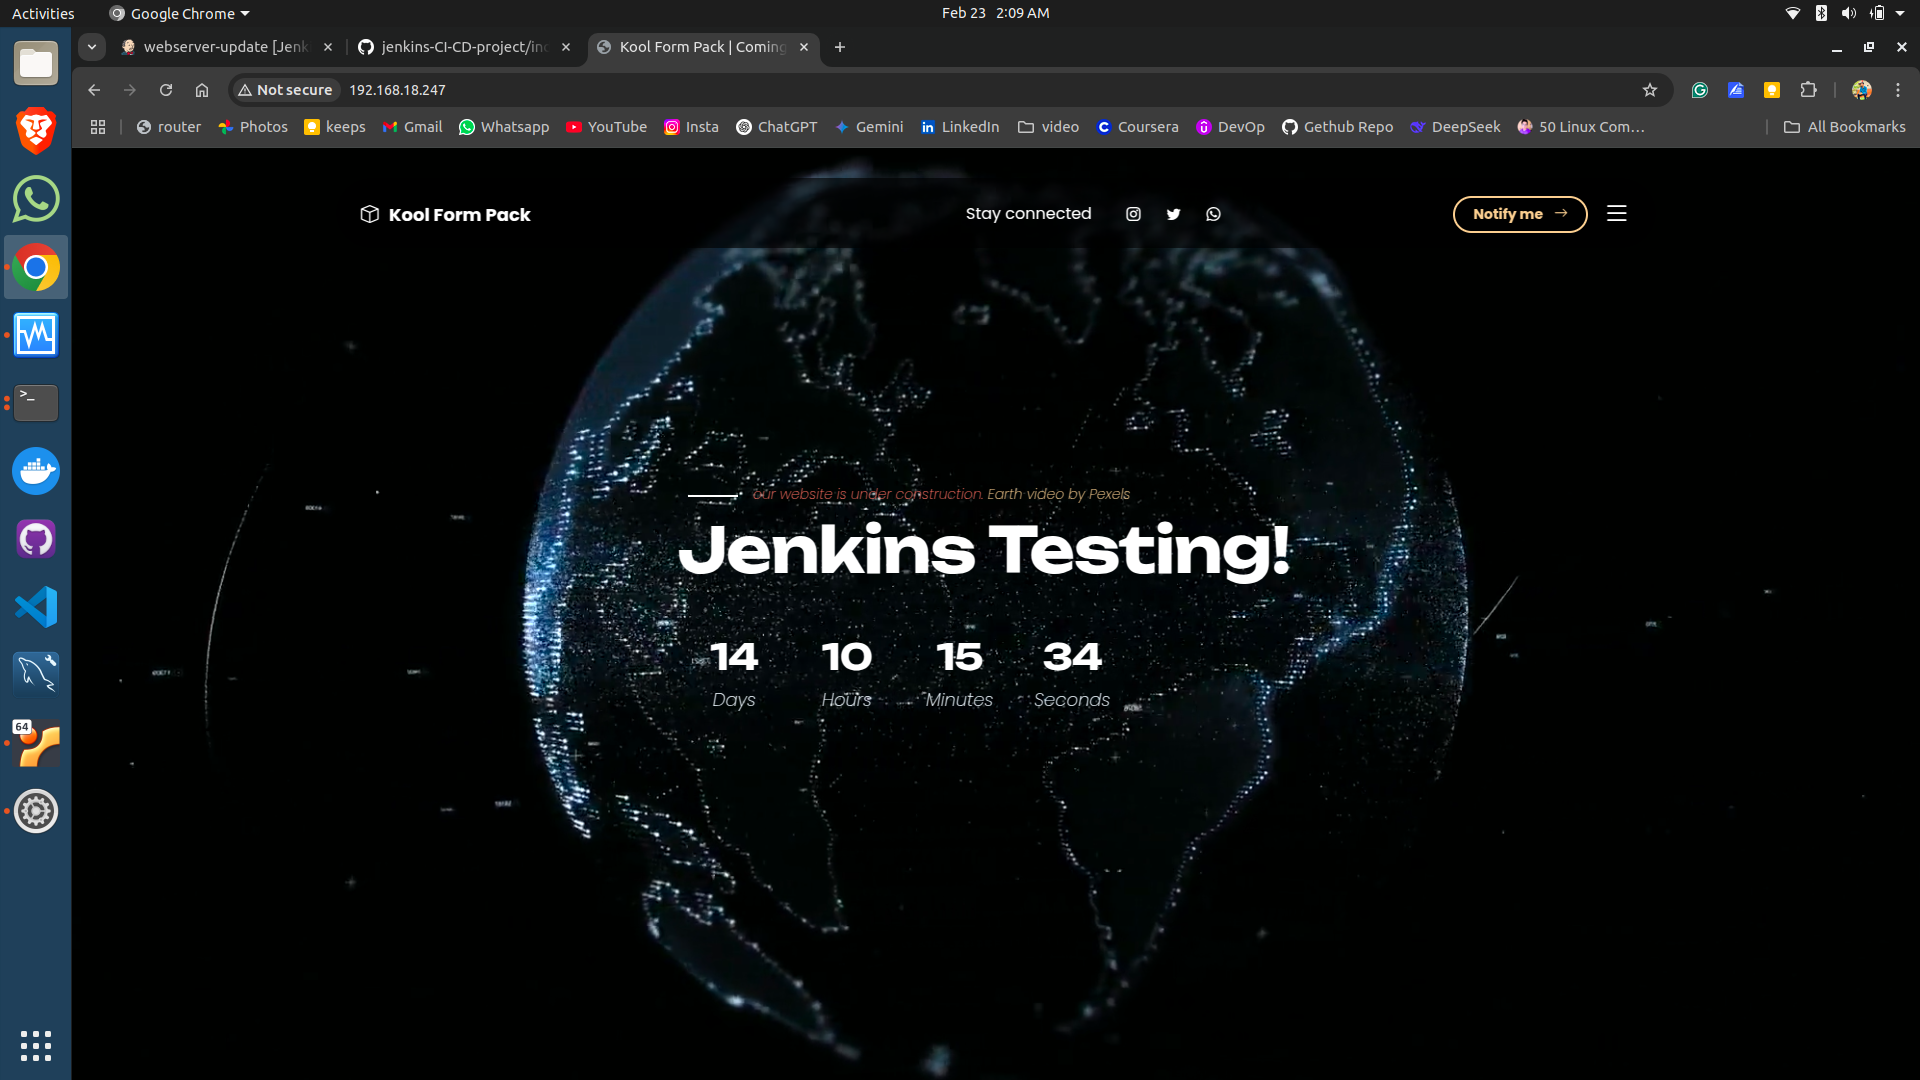 Activities
Google Chrome
Feb 23 2:09 AM
webserver-update [Jenk
jenkins-CI-CD-project/ind
Kool Form Pack | Coming
Not secure
192.168.18.247
router
Photos
keeps
Gmail
Whatsapp
YouTube
Insta
ChatGPT
Gemini
LinkedIn
video
Coursera
DevOp
Gethub Repo
DeepSeek
50 Linux Com...
All Bookmarks
Kool Form Pack
Stay connected
Notify me
our website is under construction. Earth video by Pexels
Jenkins Testing!
14 10 15 34
Days Hours Minutes Seconds
64